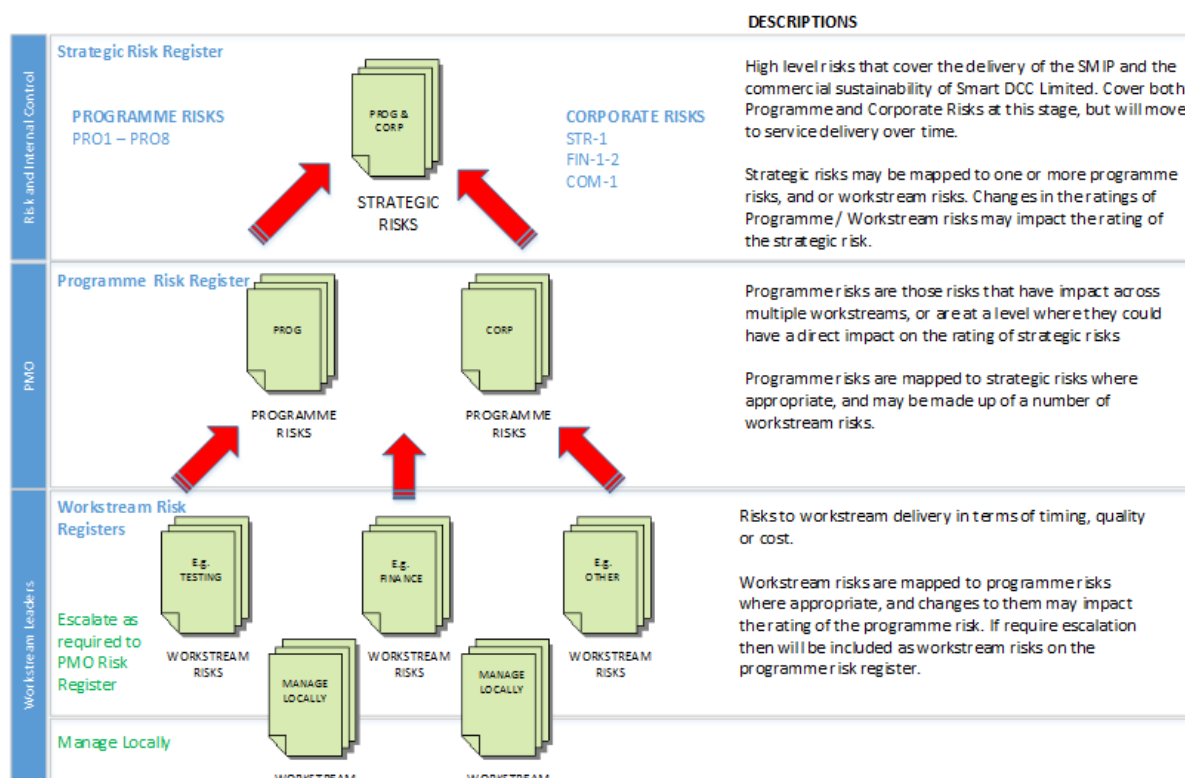 DESCRIPTIONS
Risk and Internal Control
Strategic Risk Register
PROGRAMME RISKS
PRO1 – PRO8
PROG &
CORP
STRATEGIC
RISKS
CORPORATE RISKS
STR-1
FIN-1-2
COM-1
High level risks that cover the delivery of the SMIP and the
commercial sustainability of Smart DCC Limited. Cover both
Programme and Corporate Risks at this stage, but will move
to service delivery over time.
Strategic risks may be mapped to one or more programme
risks, and or workstream risks. Changes in the ratings of
Programme / Workstream risks may impact the rating of
the strategic risk.
PMO
Programme Risk Register
PROG
PROGRAMME
RISKS
CORP
PROGRAMME
RISKS
Programme risks are those risks that have impact across
multiple workstreams, or are at a level where they could
have a direct impact on the rating of strategic risks
Programme risks are mapped to strategic risks where
appropriate, and may be made up of a number of
workstream risks.
Workstream Leaders
Workstream Risk
Registers
E.g.
TESTING
WORKSTREAM
RISKS
E.g.
FINANCE
WORKSTREAM
RISKS
E.g.
OTHER
WORKSTREAM
RISKS
Escalate as
required to
PMO Risk
Register
MANAGE
LOCALLY
WORKSTREAM
MANAGE
LOCALLY
WORKSTREAM
Manage Locally
Risks to workstream delivery in terms of timing, quality
or cost.
Workstream risks are mapped to programme risks
where appropriate, and changes to them may impact
the rating of the programme risk. If require escalation
then will be included as workstream risks on the
programme risk register.